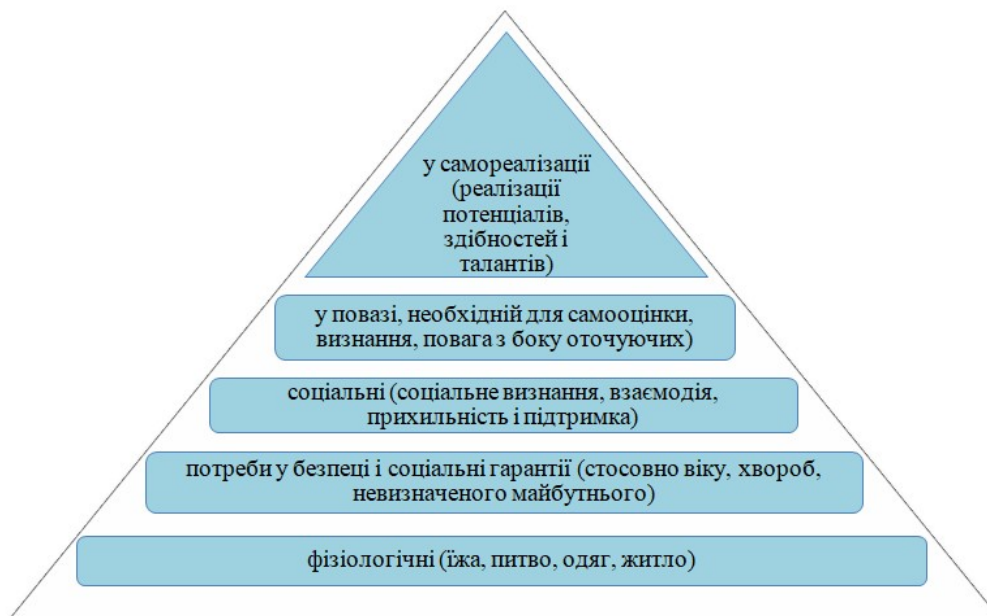 у самореалізації
(реалізації
потенціалів,
здібностей і
талантів)
у повазі, необхідній для самооцінки,
визнання, повага з боку оточуючих)
соціальні (соціальне визнання, взаємодія,
прихильність і підтримка)
потреби у безпеці і соціальні гарантії (стосовно віку, хвороб,
невизначеного майбутнього)
фізіологічні (їжа, питво, одяг, житло)